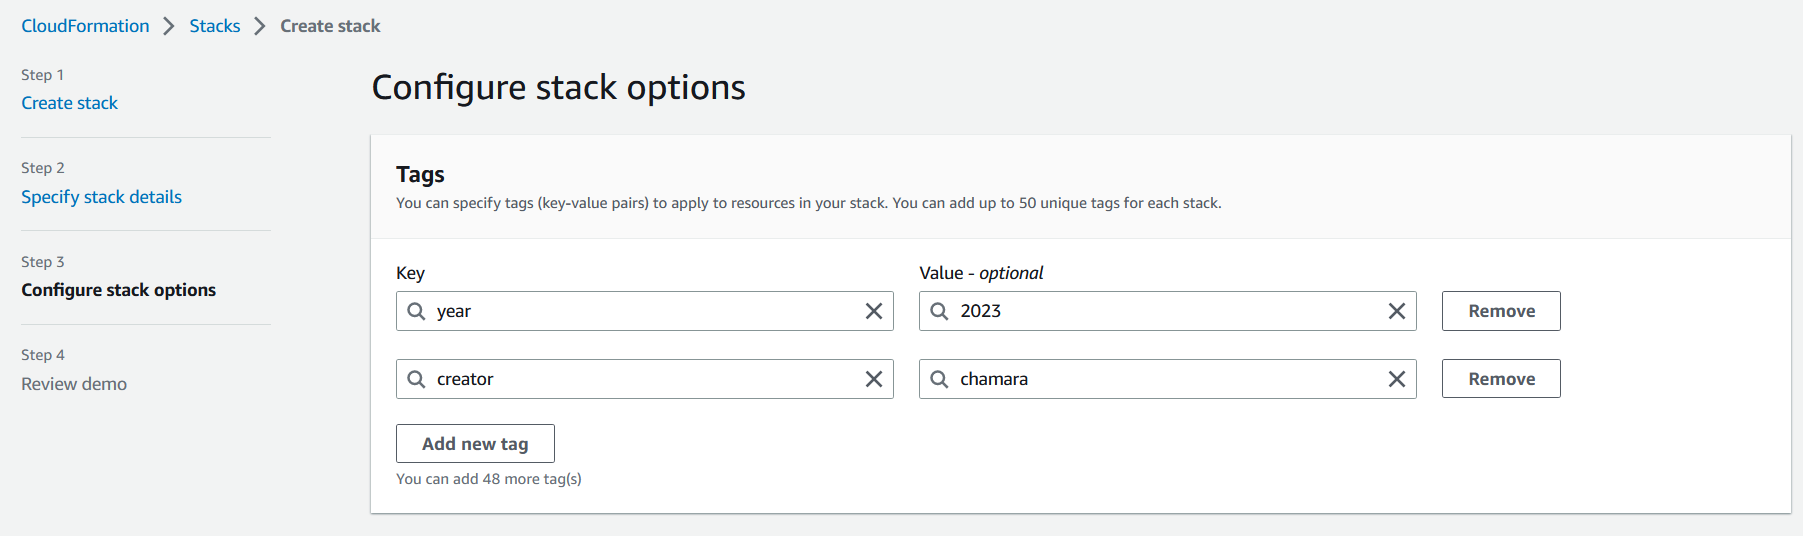 CloudFormation > Stacks > Create stack
Step 1
Create stack
Step 2
Specify stack details
Step 3
Configure stack options
Step 4
Review demo
Configure stack options
Tags
You can specify tags (key-value pairs) to apply to resources in your stack. You can add up to 50 unique tags for each stack.
Key Value - optional
year 2023 Remove
creator chamara Remove
Add new tag
You can add 48 more tag(s)